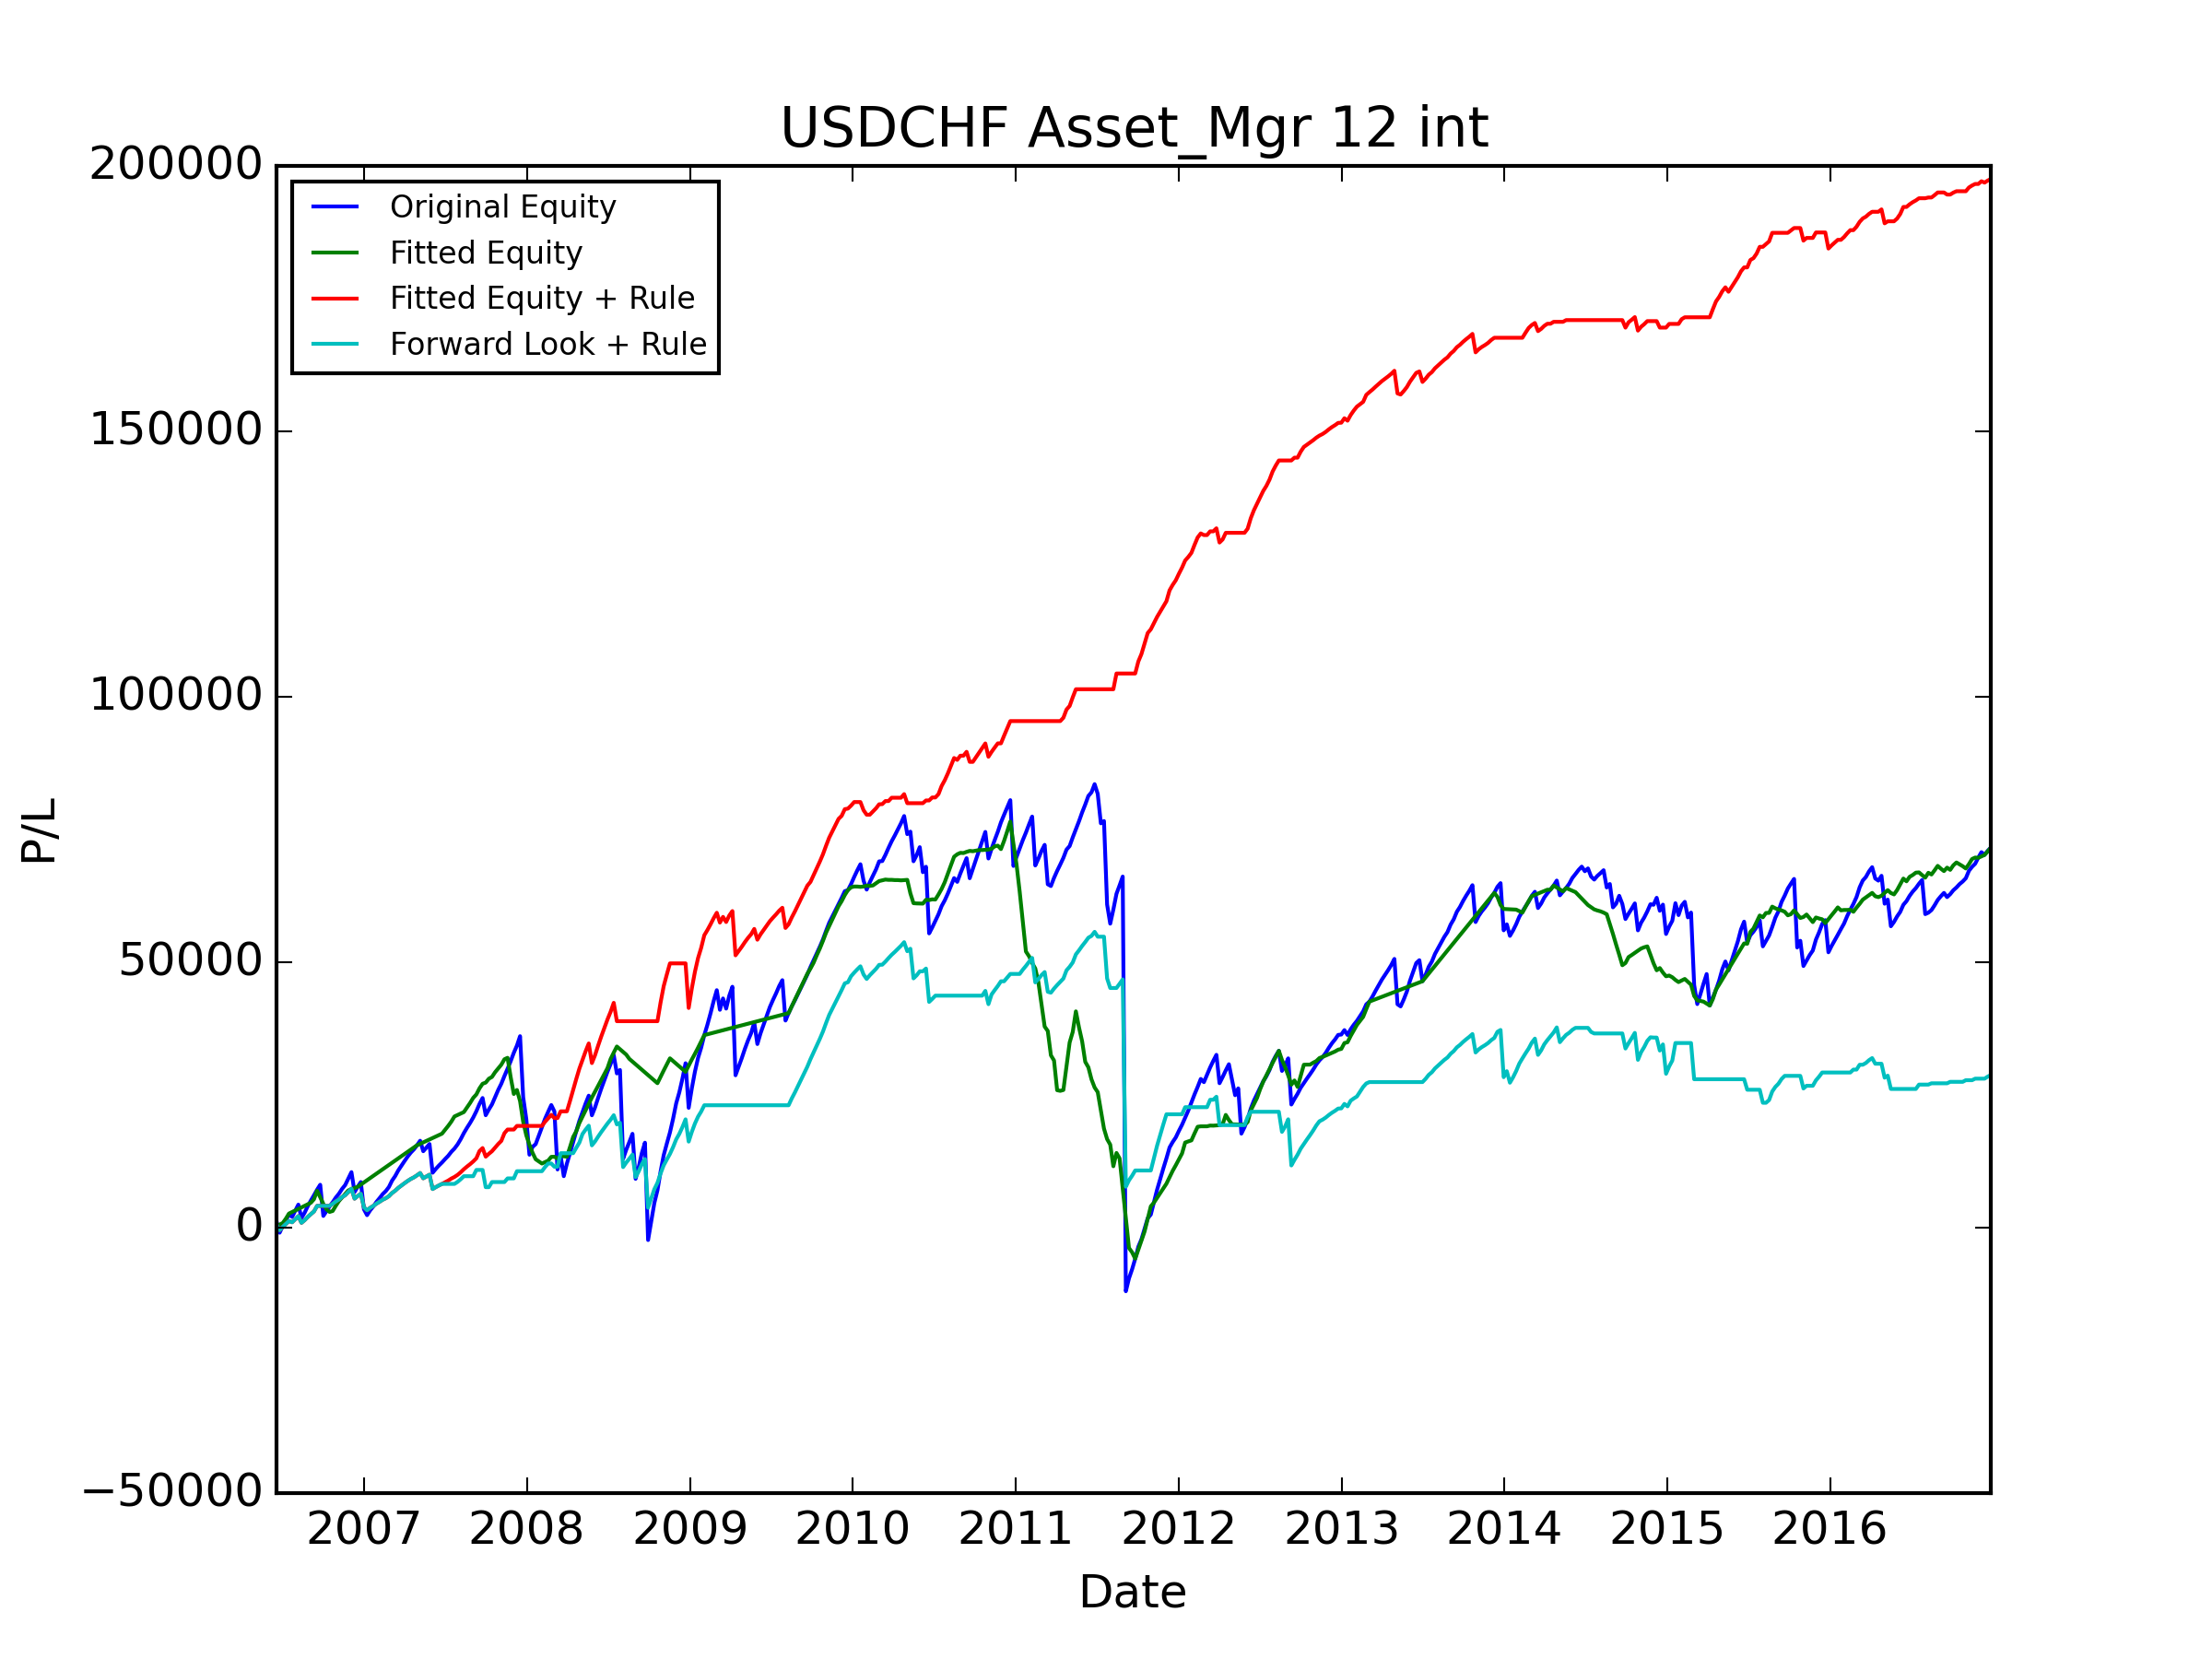 USDCHF Asset_Mgr 12 int
200000
150000
100000
50000
0
−50000
P/L
Original Equity
Fitted Equity
Fitted Equity + Rule
Forward Look + Rule
2007 2008 2009 2010 2011 2012 2013 2014 2015 2016
Date